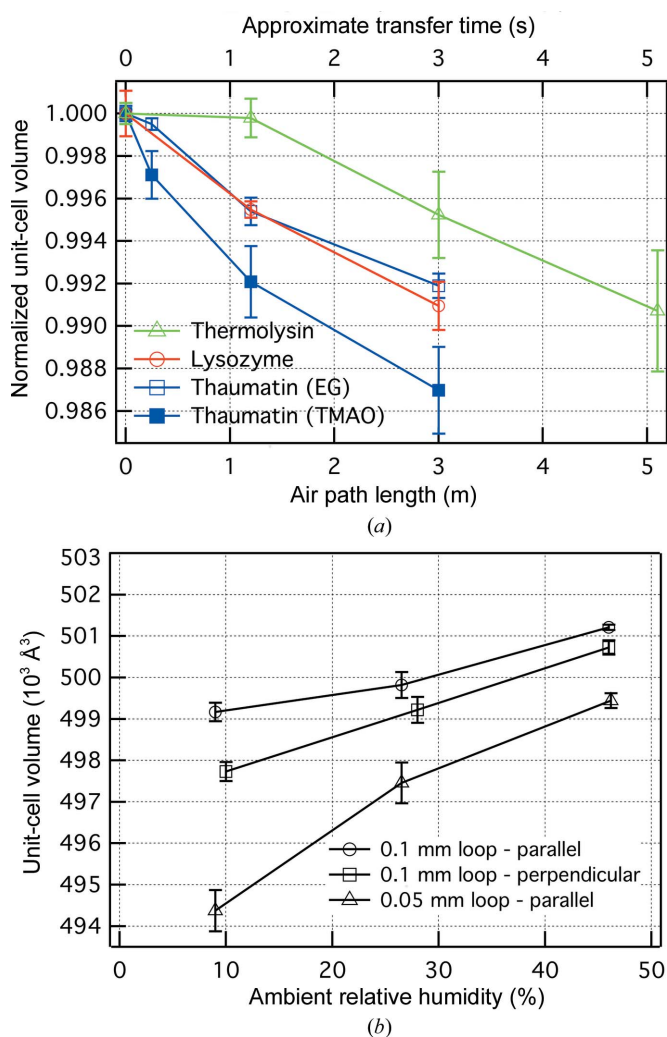 Approximate transfer time (s)
0 1 2 3 4 5
1.000
0.998
0.996
0.994
0.992
0.990
0.988
0.986
Normalized unit-cell volume
Thermolysin
Lysozyme
Thaumatin (EG)
Thaumatin (TMAO)
0 1 2 3 4 5
Air path length (m)
(a)
503
502
501
500
499
498
497
496
495
494
Unit-cell volume (10³ Å³)
0.1 mm loop - parallel
0.1 mm loop - perpendicular
0.05 mm loop - parallel
0 10 20 30 40 50
Ambient relative humidity (%)
(b)